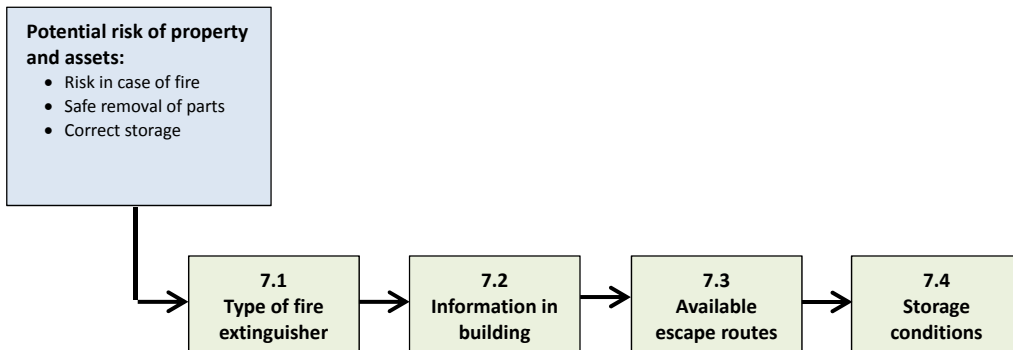 Potential risk of property
and assets:
• Risk in case of fire
• Safe removal of parts
• Correct storage
7.1
Type of fire
extinguisher
7.2
Information in
building
7.3
Available
escape routes
7.4
Storage
conditions